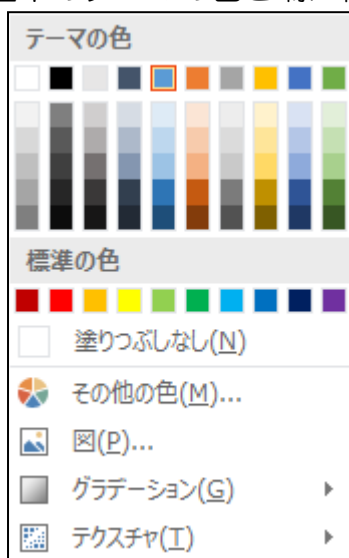 テーマの色
標準の色
塗りつぶしなし(N)
その他の色(M)...
図(P)...
グラデーション(G)
テクスチャ(T)